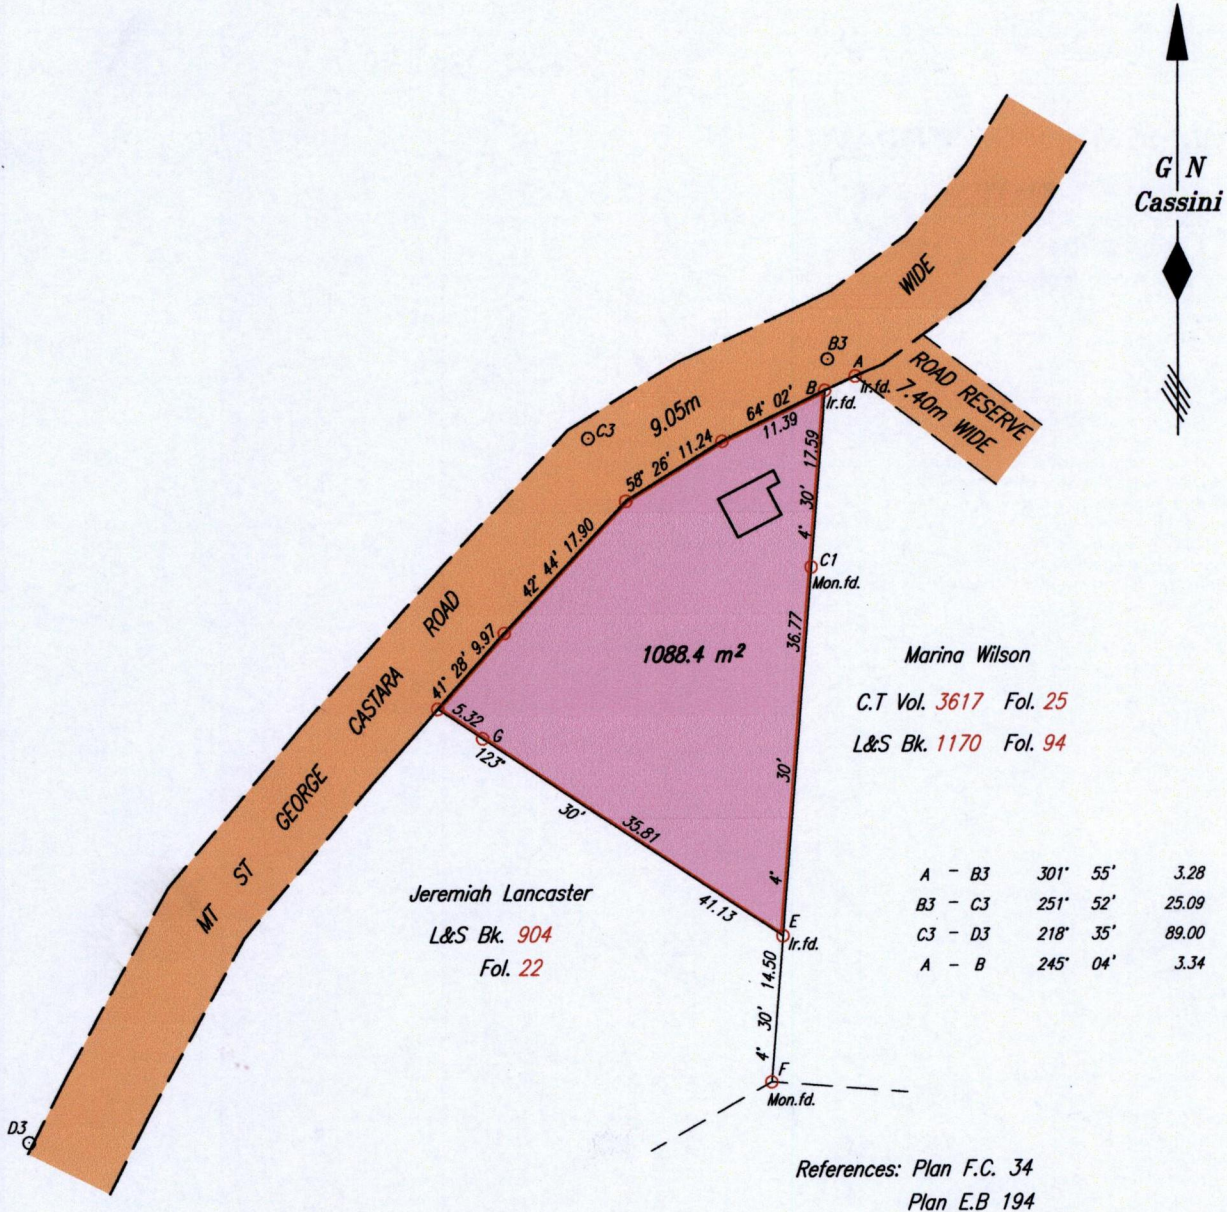 G N
Cassini
WIDE
B3
A
Ir.fd.
B
Ir.fd.
ROAD RESERVE
7.40m WIDE
C3
9.05m
64° 02'
11.39
58° 26' 11.24
17.59
4° 30'
C1
Mon.fd.
42° 44' 17.90
36.77
ROAD
41° 28' 9.97
1088.4 m²
Marina Wilson
C.T Vol. 3617 Fol. 25
L&S Bk. 1170 Fol. 94
CASTARA
5.32
G
123° 30'
4° 30'
GEORGE
35.81
41.13
ST
MT
Jeremiah Lancaster
L&S Bk. 904
Fol. 22
E
Ir.fd.
A - B3 301° 55' 3.28
B3 - C3 251° 52' 25.09
C3 - D3 218° 35' 89.00
A - B 245° 04' 3.34
4° 30' 14.50
F
Mon.fd.
D3
References: Plan F.C. 34
Plan E.B 194